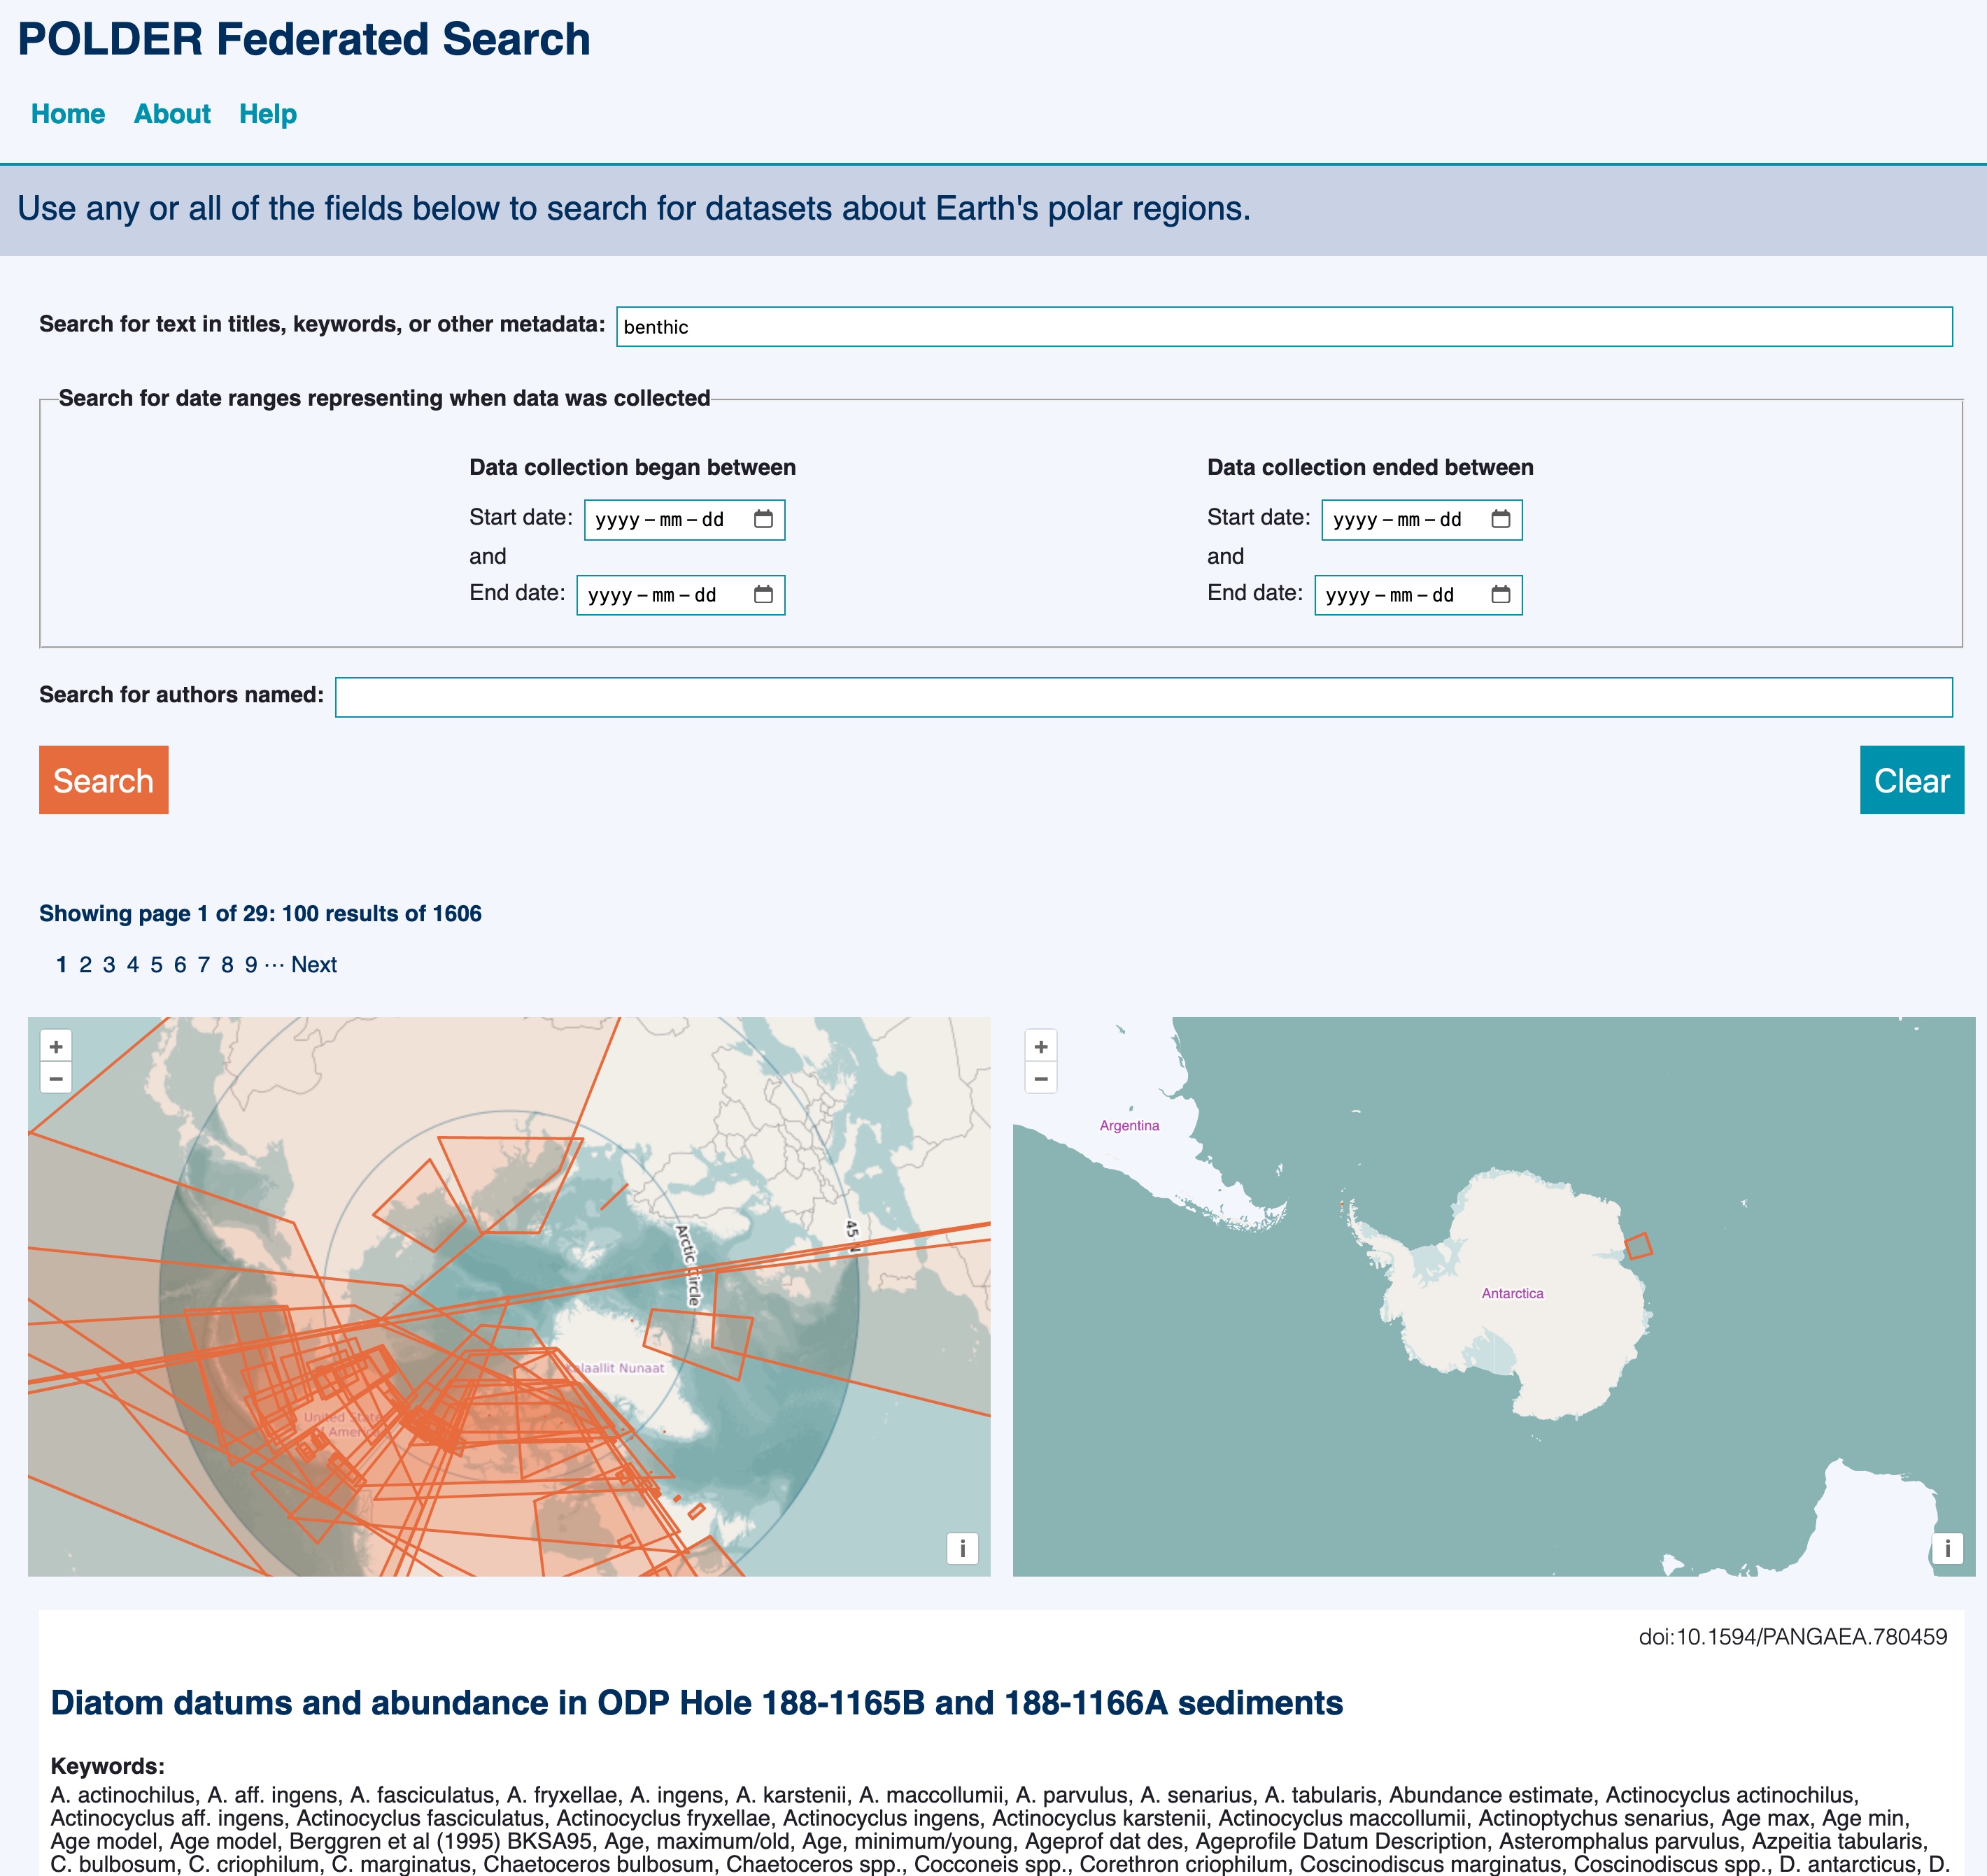 POLDER Federated Search
Home About Help
Use any or all of the fields below to search for datasets about Earth's polar regions.
Search for text in titles, keywords, or other metadata: benthic
Search for date ranges representing when data was collected
Data collection began between
Start date: yyyy-mm-dd
and
End date: yyyy-mm-dd
Data collection ended between
Start date: yyyy-mm-dd
and
End date: yyyy-mm-dd
Search for authors named:
Search
Clear
Showing page 1 of 29: 100 results of 1606
1 2 3 4 5 6 7 8 9 ... Next
+
−
Arctic Circle
45 N
Kalaallit Nunaat
United States
of America
i
+
−
Argentina
Antarctica
i
doi:10.1594/PANGAEA.780459
Diatom datums and abundance in ODP Hole 188-1165B and 188-1166A sediments
Keywords:
A. actinochilus, A. aff. ingens, A. fasciculatus, A. fryxellae, A. ingens, A. karstenii, A. maccollumii, A. parvulus, A. senarius, A. tabularis, Abundance estimate, Actinocyclus actinochilus,
Actinocyclus aff. ingens, Actinocyclus fasciculatus, Actinocyclus fryxellae, Actinocyclus ingens, Actinocyclus karstenii, Actinocyclus maccollumii, Actinoptychus senarius, Age max, Age min,
Age model, Age model, Berggren et al (1995) BKSA95, Age, maximum/old, Age, minimum/young, Ageprof dat des, Ageprofile Datum Description, Asteromphalus parvulus, Azpeitia tabularis,
C. bulbosum, C. criophilum, C. marginatus, Chaetoceros bulbosum, Chaetoceros spp., Cocconeis spp., Corethron criophilum, Coscinodiscus marginatus, Coscinodiscus spp., D. antarcticus, D.